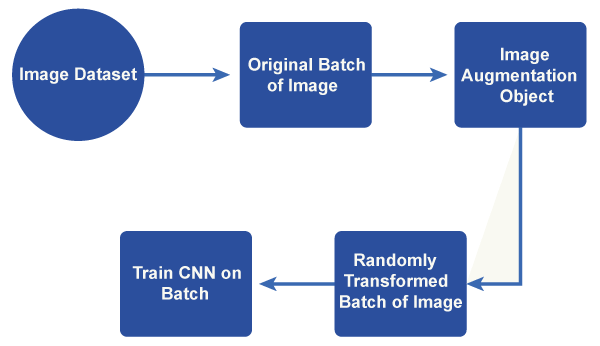 Image Dataset
Original Batch
of Image
Image
Augmentation
Object
Train CNN on
Batch
Randomly
Transformed
Batch of Image